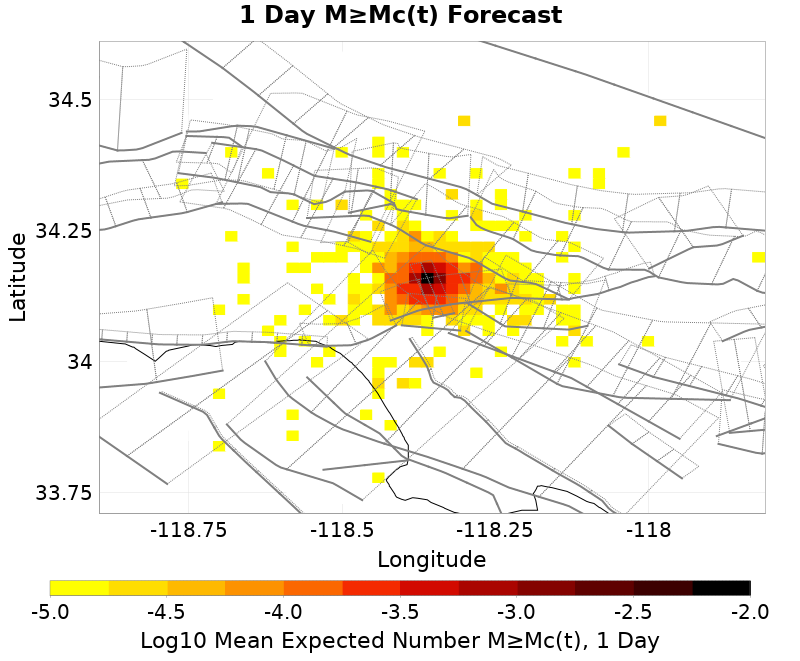 1 Day M≥Mc(t) Forecast
34.5
34.25
34
33.75
Latitude
-118.75 -118.5 -118.25 -118
Longitude
-5.0 -4.5 -4.0 -3.5 -3.0 -2.5 -2.0
Log10 Mean Expected Number M≥Mc(t), 1 Day